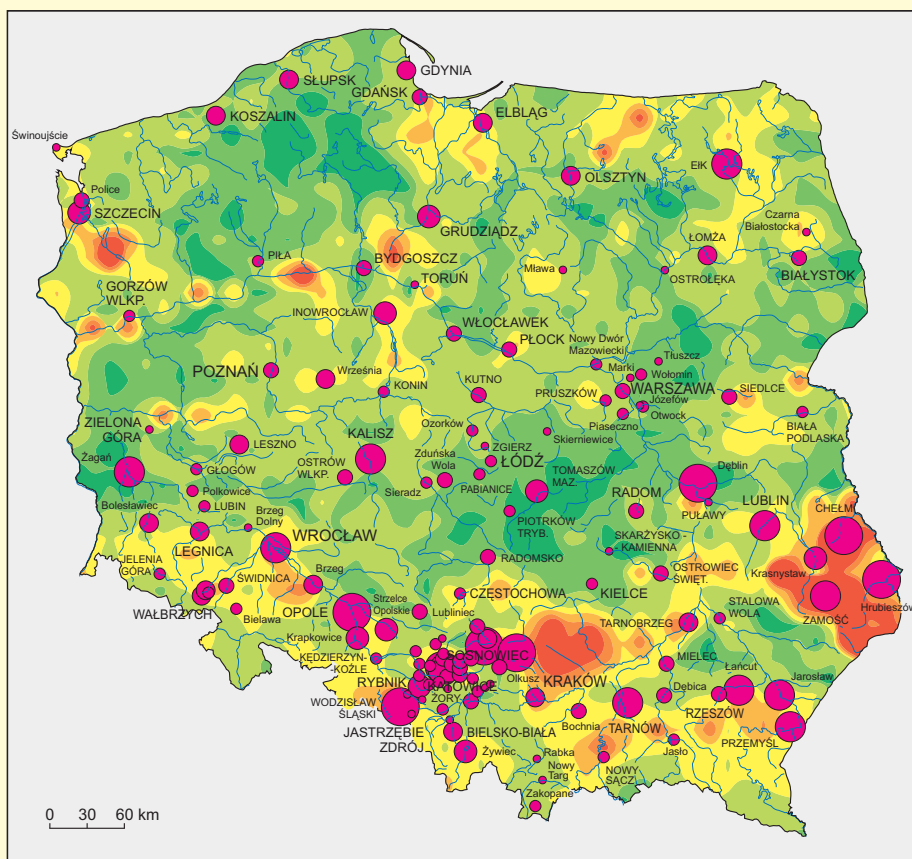 GDYNIA
SŁUPSK
GDAŃSK
KOSZALIN
ELBLĄG
Świnoujście
EłK
OLSZTYN
Police
SZCZECIN
GRUDZIĄDZ
Czarna
Białostocka
ŁOMŻA
PIŁA
BYDGOSZCZ
Mława
OSTROŁĘKA
BIAŁYSTOK
TORUŃ
GORZÓW
WLKP.
INOWROCŁAW
WŁOCŁAWEK
PŁOCK
Nowy Dwór
Mazowiecki
Tłuszcz
POZNAŃ
Września
Marki
Wołomin
KONIN
KUTNO
PRUSZKÓW
WARSZAWA
Józefów
Otwock
SIEDLCE
Piaseczno
BIAŁA
PODLASKA
ZIELONA
GÓRA
LESZNO
KALISZ
Ozorków
ZGIERZ
Skierniewice
Żagań
GŁOGÓW
OSTRÓW
WLKP.
Zduńska
Wola
ŁÓDŹ
Sieradz
PABIANICE
TOMASZÓW
MAZ.
Dęblin
Polkowice
LUBIN
RADOM
PUŁAWY
LUBLIN
CHEŁM
Bolesławiec
Brzeg
Dolny
PIOTRKÓW
TRYB.
LEGNICA
WROCŁAW
SKARŻYSKO -
- KAMIENNA
RADOMSKO
Krasnystaw
JELENIA
GÓRA
Brzeg
ŚWIDNICA
OSTROWIEC
ŚWIĘT.
KIELCE
CZĘSTOCHOWA
Hrubieszów
ZAMOŚĆ
WAŁBRZYCH
Bielawa
OPOLE
Strzelce
Opolskie
Lubliniec
STALOWA
WOLA
TARNOBRZEG
Krapkowice
KĘDZIERZYN-
-KOŹLE
SOSNOWIEC
MIELEC
Łańcut
Olkusz
KRAKÓW
Jarosław
RYBNIK
KATOWICE
Dębica
WODZISŁAW
ŚLĄSKI
ŻORY
RZESZÓW
Bochnia
TARNÓW
JASTRZĘBIE
ZDRÓJ
BIELSKO-BIAŁA
PRZEMYŚL
Jasło
Żywiec
Rabka
Nowy
Targ
NOWY
SĄCZ
Zakopane
0 30 60 km